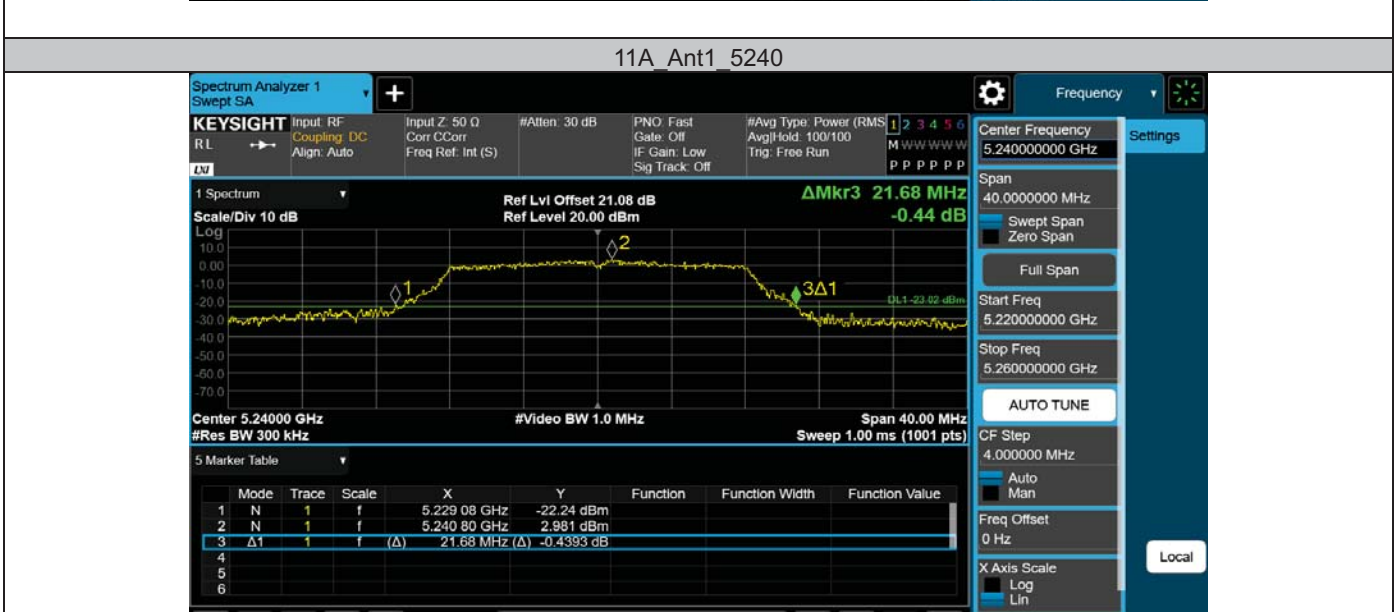 11A_Ant1_5240
Spectrum Analyzer 1
Swept SA
+
Frequency
KEYSIGHT
RL
LXI
Input: RF
Coupling: DC
Align: Auto
Input Z: 50 Ω
Corr CCorr
Freq Ref: Int (S)
#Atten: 30 dB
PNO: Fast
Gate: Off
IF Gain: Low
Sig Track: Off
#Avg Type: Power (RMS
Avg|Hold: 100/100
Trig: Free Run
1 2 3 4 5 6
M W W W W W
P P P P P P
Center Frequency
5.240000000 GHz
Settings
1 Spectrum
Scale/Div 10 dB
Ref Lvl Offset 21.08 dB
Ref Level 20.00 dBm
ΔMkr3 21.68 MHz
-0.44 dB
Log
10.0
0.00
-10.0
-20.0
-30.0
-40.0
-50.0
-60.0
-70.0
1
2
3Δ1
DL1 -23.02 dBm
Center 5.24000 GHz
#Res BW 300 kHz
#Video BW 1.0 MHz
Span 40.00 MHz
Sweep 1.00 ms (1001 pts)
Span
40.0000000 MHz
Swept Span
Zero Span
Full Span
Start Freq
5.220000000 GHz
Stop Freq
5.260000000 GHz
AUTO TUNE
CF Step
4.000000 MHz
Auto
Man
Freq Offset
0 Hz
X Axis Scale
Log
Lin
Local
5 Marker Table
Mode Trace Scale X Y Function Function Width Function Value
1 N 1 f 5.229 08 GHz -22.24 dBm
2 N 1 f 5.240 80 GHz 2.981 dBm
3 Δ1 1 f (Δ) 21.68 MHz (Δ) -0.4393 dB
4
5
6